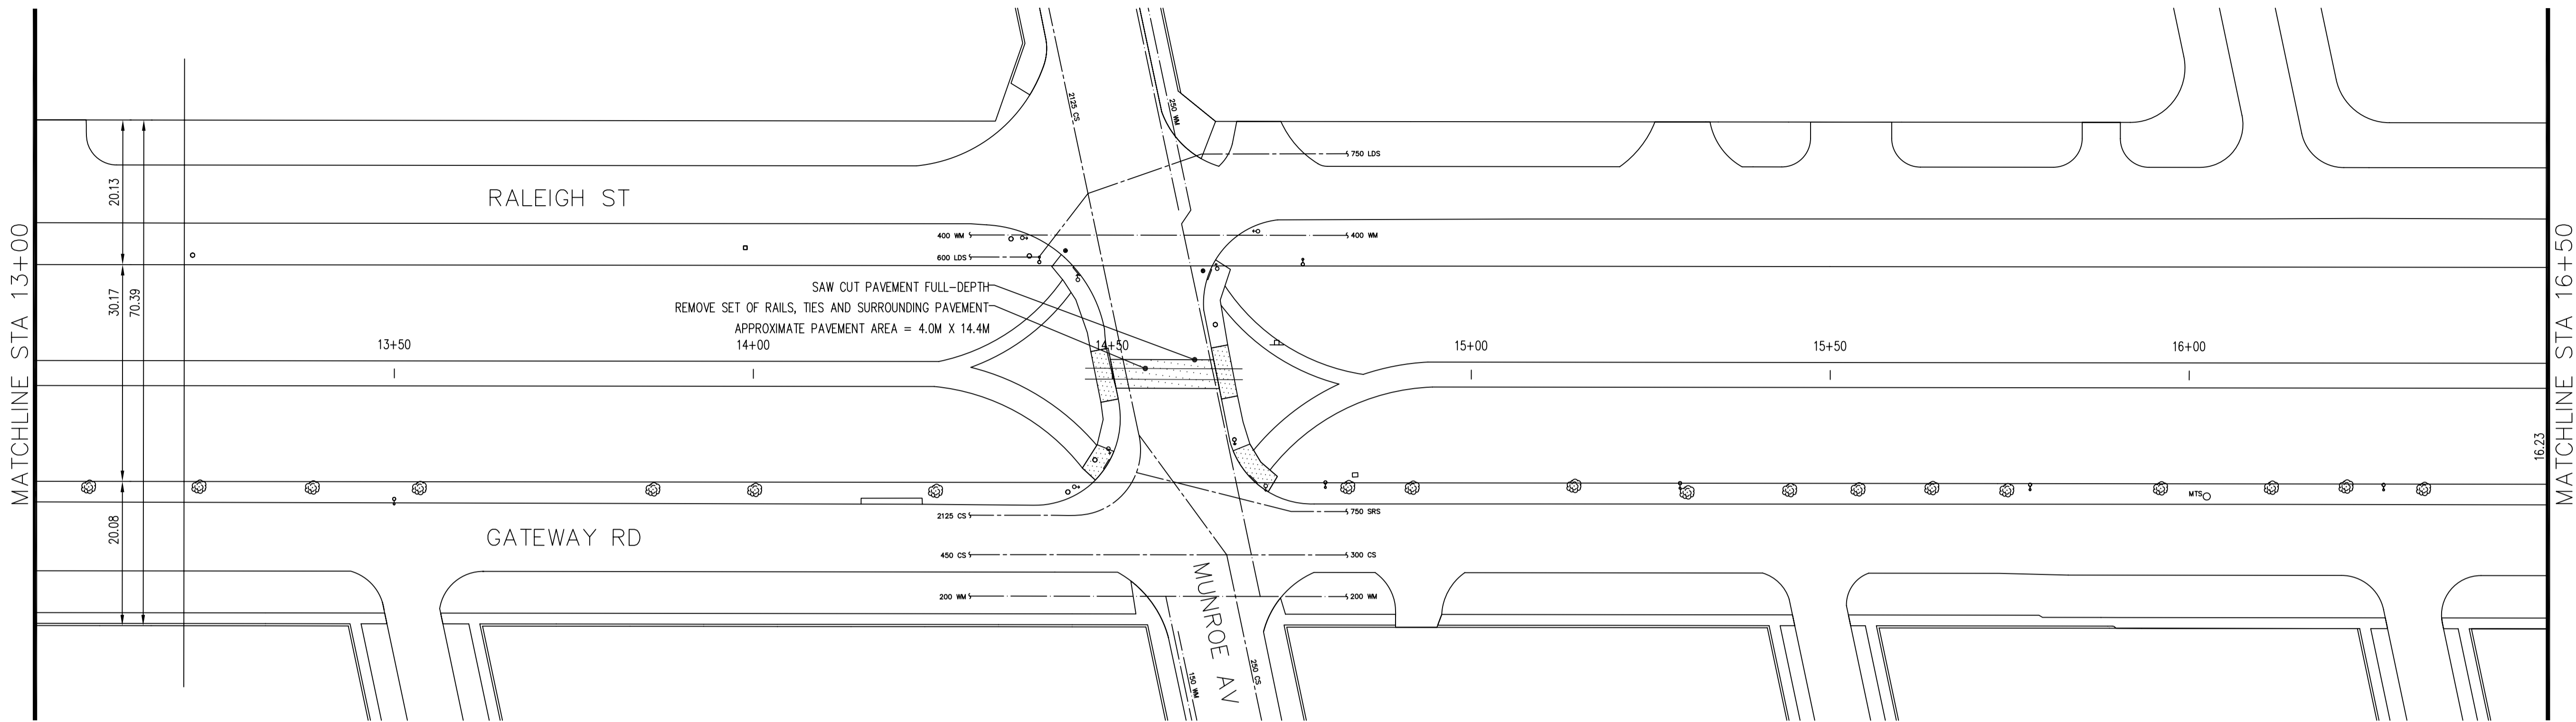 2125 CS
250 WM
750 LDS
20.13
RALEIGH ST
400 WM
400 WM
600 LDS
MATCHLINE STA 13+00
MATCHLINE STA 16+50
30.17
70.39
SAW CUT PAVEMENT FULL-DEPTH
REMOVE SET OF RAILS, TIES AND SURROUNDING PAVEMENT
APPROXIMATE PAVEMENT AREA = 4.0M X 14.4M
13+50
14+00
14+50
15+00
15+50
16+00
16.23
MTS
20.08
2125 CS
750 SRS
GATEWAY RD
450 CS
300 CS
200 WM
200 WM
MUNROE AV
150 WM
250 CS